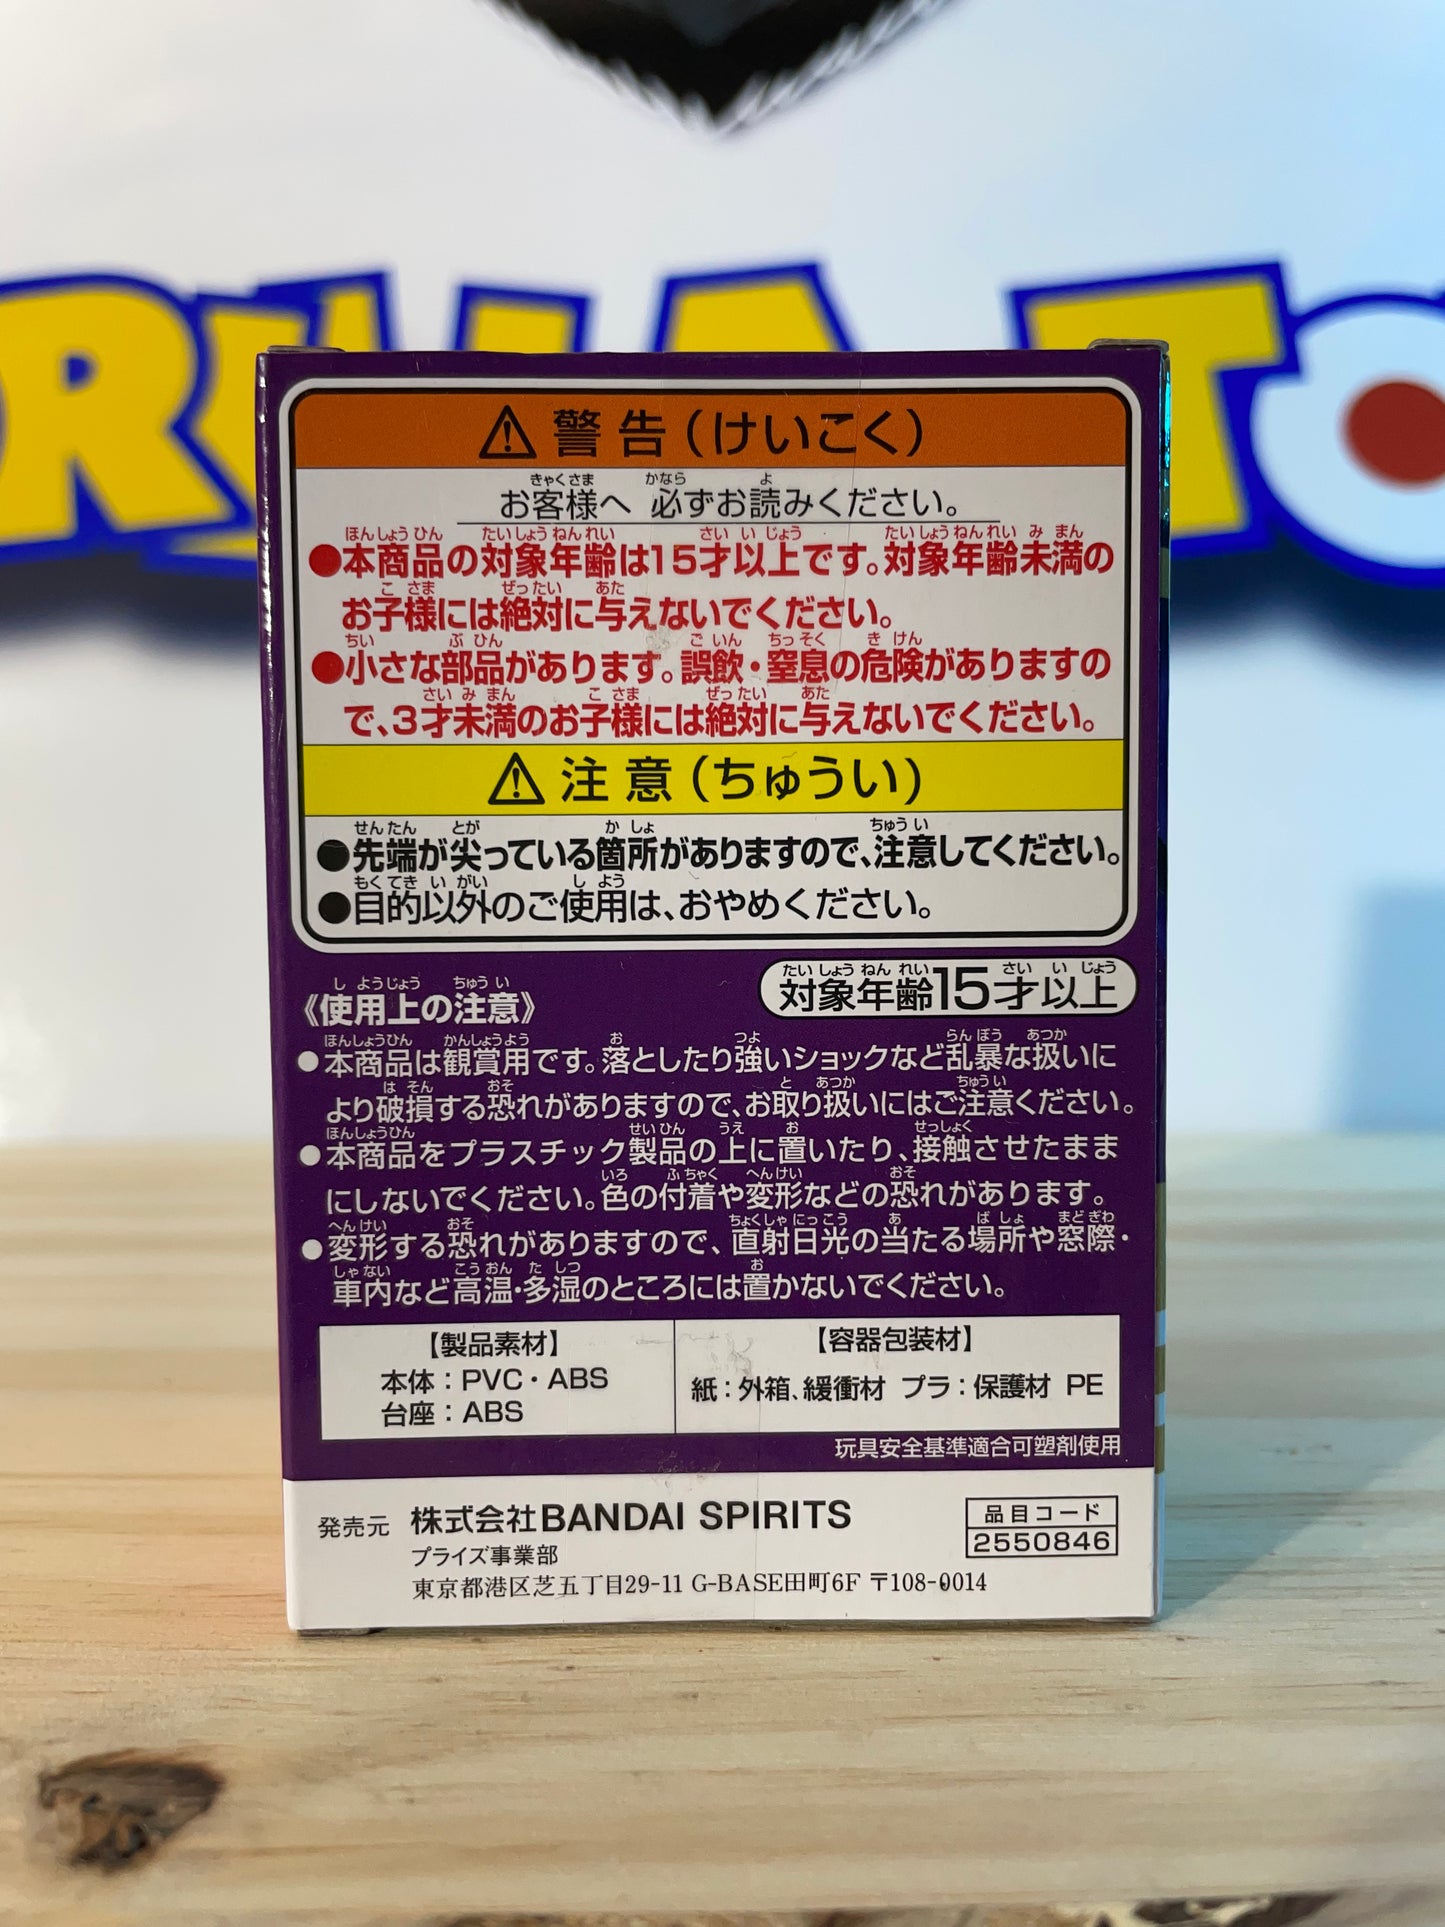 RILLA TO
⚠警告(けいこく)
お客様へ 必ずお読みください。
●本商品の対象年齢は15才以上です。対象年齢未満の
お子様には絶対に与えないでください。
●小さな部品があります。誤飲・窒息の危険がありますの
で、3才未満のお子様には絶対に与えないでください。
⚠注意(ちゅうい)
●先端が尖っている箇所がありますので、注意してください。
●目的以外のご使用は、おやめください。
対象年齢15才以上
《使用上の注意》
●本商品は観賞用です。落としたり強いショックなど乱暴な扱いに
より破損する恐れがありますので、お取り扱いにはご注意ください。
●本商品をプラスチック製品の上に置いたり、接触させたまま
にしないでください。色の付着や変形などの恐れがあります。
●変形する恐れがありますので、直射日光の当たる場所や窓際・
車内など高温・多湿のところには置かないでください。
【製品素材】
本体:PVC・ABS
台座:ABS
【容器包装材】
紙:外箱、緩衝材 プラ:保護材 PE
玩具安全基準適合可塑剤使用
発売元 株式会社BANDAI SPIRITS
プライズ事業部
東京都港区芝五丁目29-11 G-BASE田町6F 〒108-0014
品目コード
2550846